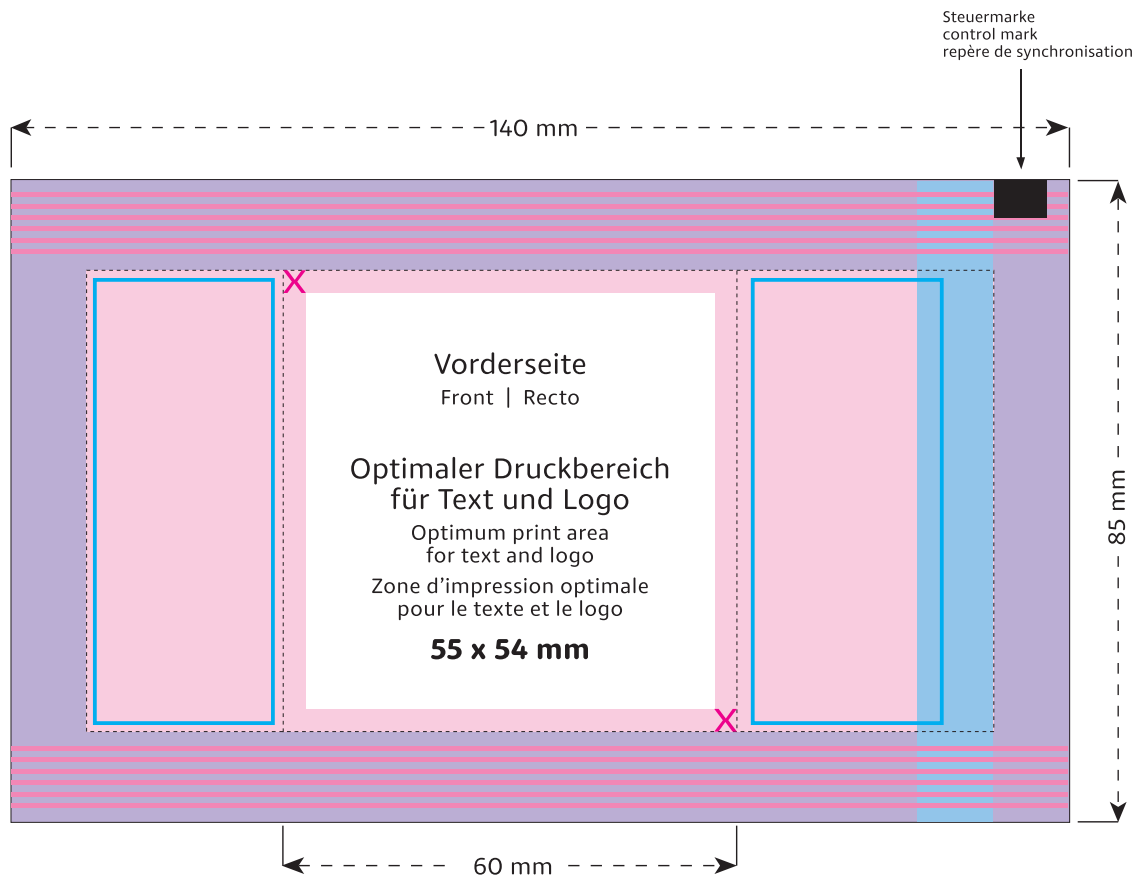 Steuermarke
control mark
repère de synchronisation
140 mm
X
Vorderseite
Front | Recto
Optimaler Druckbereich
für Text und Logo
Optimum print area
for text and logo
Zone d’impression optimale
pour le texte et le logo
55 x 54 mm
85 mm
X
60 mm